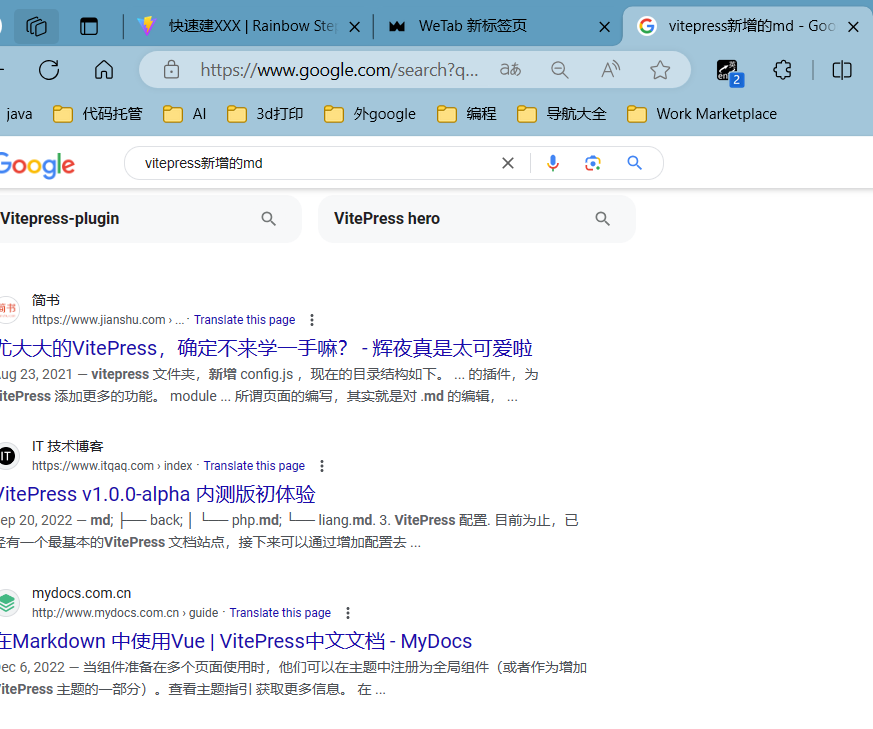 快速建XXX | Rainbow Ste
WeTab 新标签页
vitepress新增的md - Goo
https://www.google.com/search?q...
aあ
A
英
en
2
java
代码托管
AI
3d打印
外google
编程
导航大全
Work Marketplace
Google
vitepress新增的md
Vitepress-plugin
VitePress hero
简书
简书
https://www.jianshu.com › ... · Translate this page
尤大大的VitePress，确定不来学一手嘛？ - 辉夜真是太可爱啦
Aug 23, 2021 — vitepress 文件夹，新增 config.js ，现在的目录结构如下。 ... 的插件，为
VitePress 添加更多的功能。 module ... 所谓页面的编写，其实就是对 .md 的编辑， ...
IT
IT 技术博客
https://www.itqaq.com › index · Translate this page
VitePress v1.0.0-alpha 内测版初体验
Sep 20, 2022 — md; ├── back; │ └── php.md; └── liang.md. 3. VitePress 配置. 目前为止，已
经有一个最基本的VitePress 文档站点，接下来可以通过增加配置去 ...
mydocs.com.cn
http://www.mydocs.com.cn › guide · Translate this page
在Markdown 中使用Vue | VitePress中文文档 - MyDocs
Dec 6, 2022 — 当组件准备在多个页面使用时，他们可以在主题中注册为全局组件（或者作为增加
VitePress 主题的一部分）。查看主题指引 获取更多信息。 在 ...